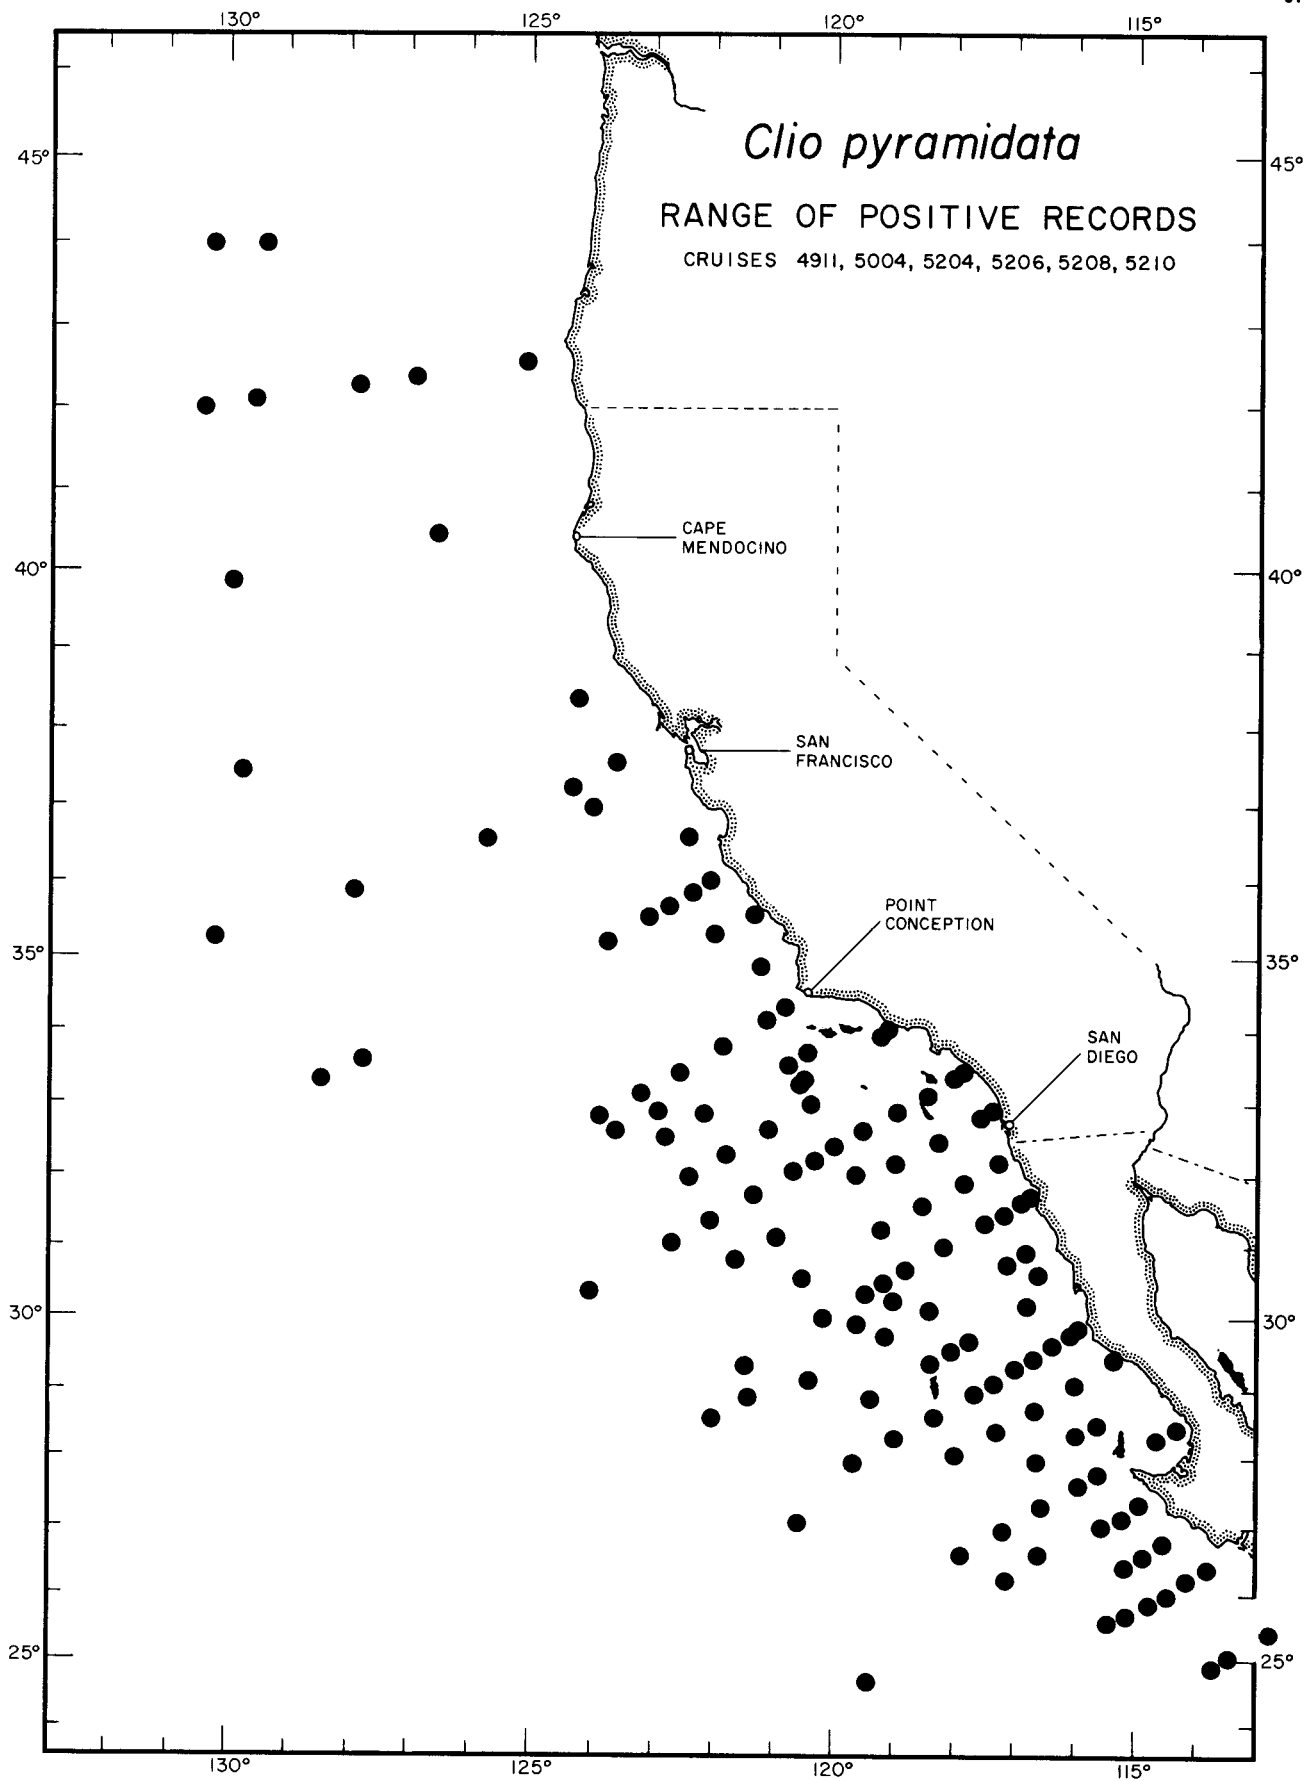 130° 125° 120° 115°
Clio pyramidata
45° 45°
RANGE OF POSITIVE RECORDS
CRUISES 4911, 5004, 5204, 5206, 5208, 5210
CAPE
MENDOCINO
40° 40°
SAN
FRANCISCO
POINT
CONCEPTION
35° 35°
SAN
DIEGO
30° 30°
25° 25°
130° 125° 120° 115°